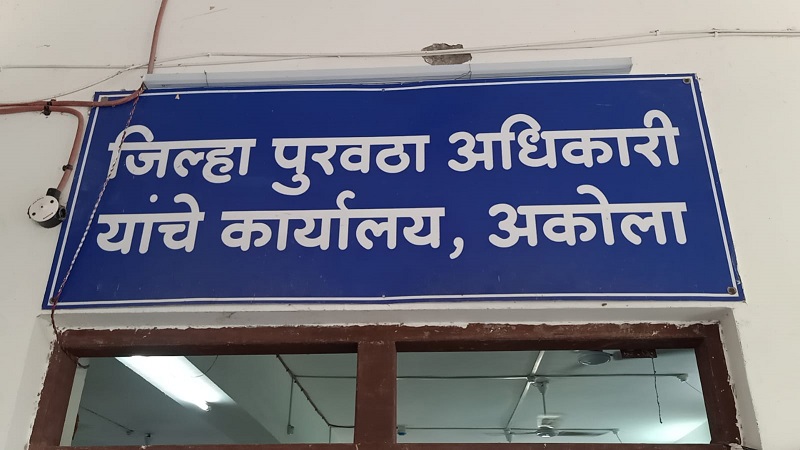 जिल्हा पुरवठा अधिकारी
यांचे कार्यालय, अकोला